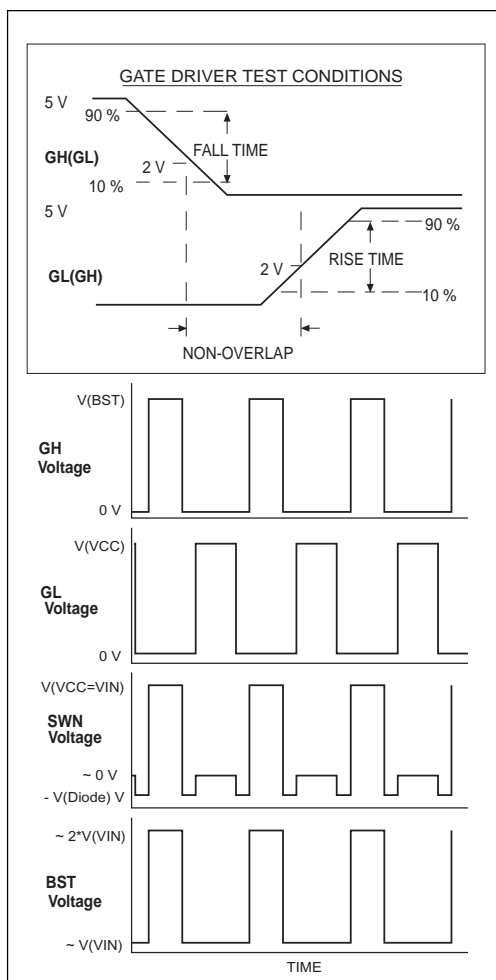 GATE DRIVER TEST CONDITIONS
5 V
90 %
FALL TIME
GH(GL)
2 V
10 %
5 V
90 %
RISE TIME
2 V
GL(GH)
10 %
NON-OVERLAP
V(BST)
GH
Voltage
0 V
V(VCC)
GL
Voltage
0 V
V(VCC=VIN)
SWN
Voltage
~ 0 V
- V(Diode) V
~ 2*V(VIN)
BST
Voltage
~ V(VIN)
TIME